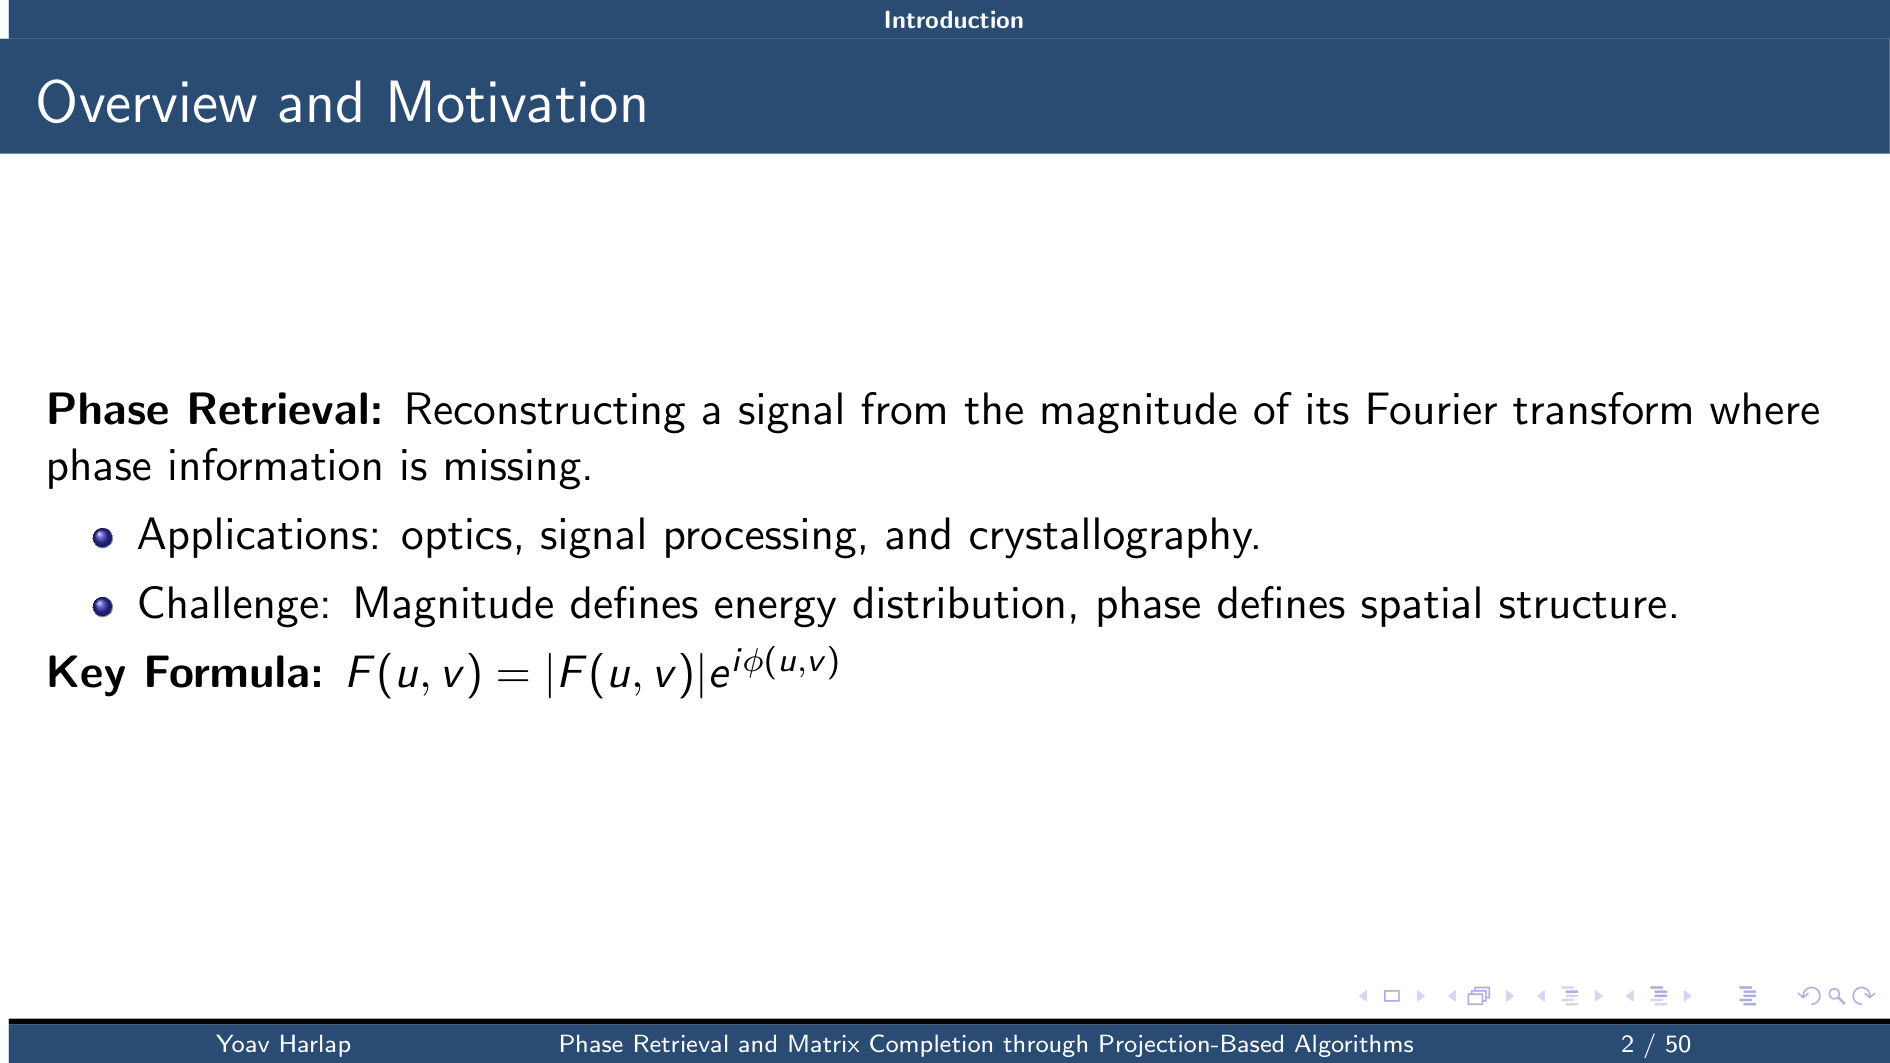 Introduction
Overview and Motivation
Phase Retrieval: Reconstructing a signal from the magnitude of its Fourier transform where
phase information is missing.
Applications: optics, signal processing, and crystallography.
Challenge: Magnitude defines energy distribution, phase defines spatial structure.
Key Formula: F(u, v) = |F(u, v)|e^{iϕ(u,v)}
Yoav Harlap Phase Retrieval and Matrix Completion through Projection-Based Algorithms 2 / 50